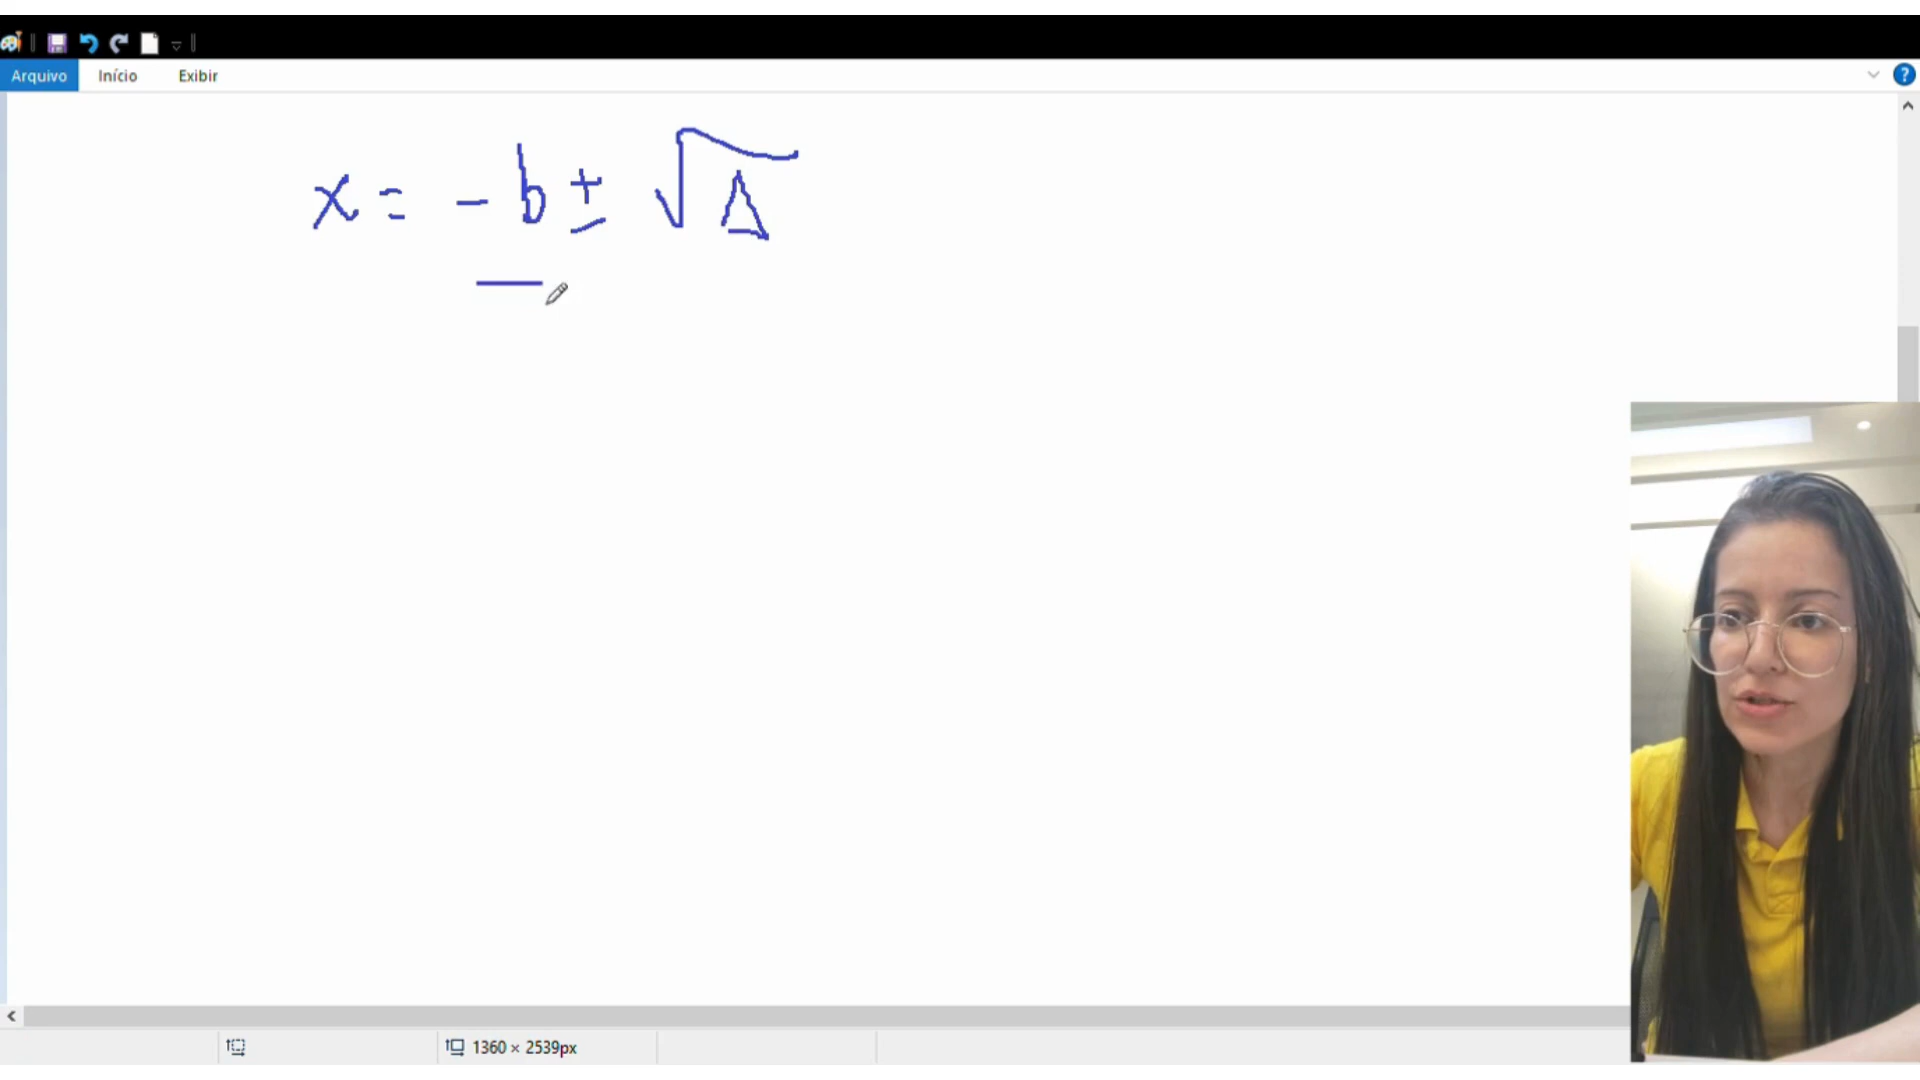 Arquivo Início Exibir
x = - b ± √Δ
1360 × 2539px